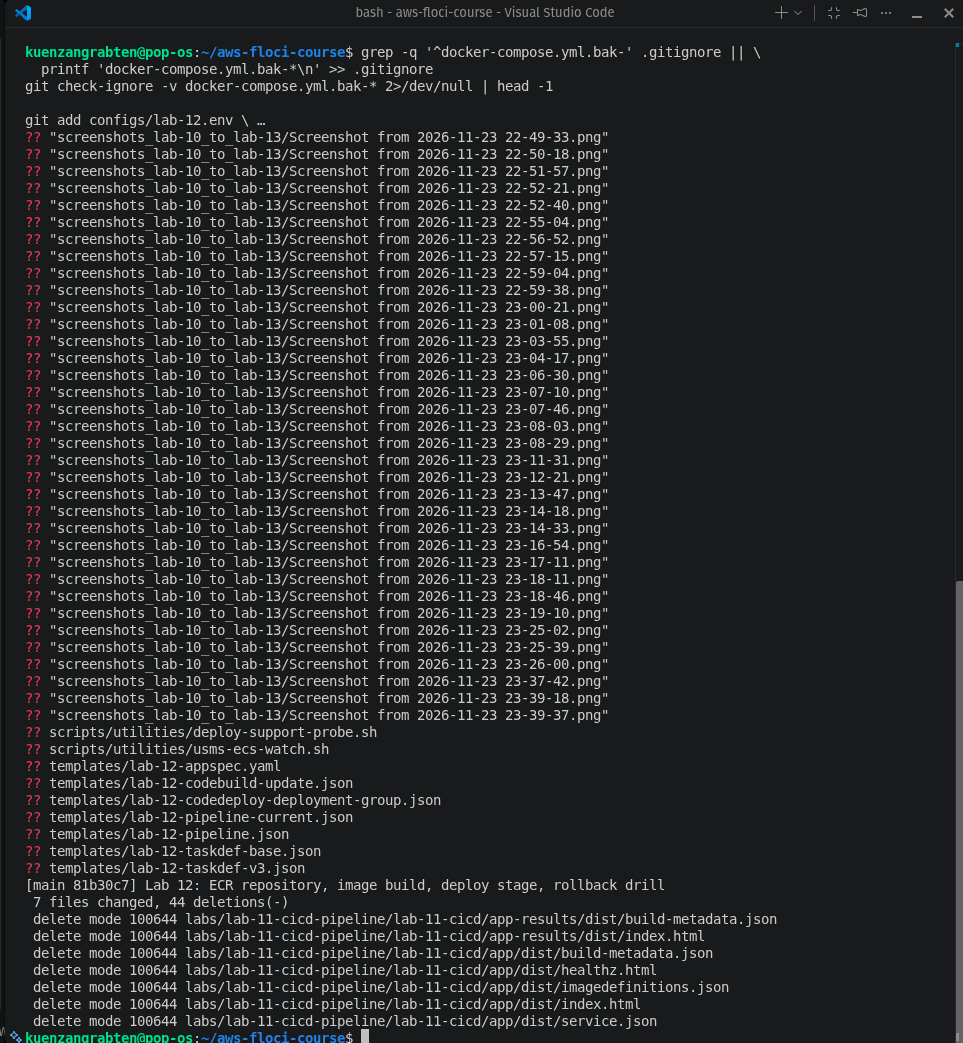 bash - aws-floci-course - Visual Studio Code
kuenzangrabten@pop-os:~/aws-floci-course$ grep -q '^docker-compose.yml.bak-' .gitignore || \
  printf 'docker-compose.yml.bak-*\n' >> .gitignore
git check-ignore -v docker-compose.yml.bak-* 2>/dev/null | head -1

git add configs/lab-12.env \ …
?? "screenshots_lab-10_to_lab-13/Screenshot from 2026-11-23 22-49-33.png"
?? "screenshots_lab-10_to_lab-13/Screenshot from 2026-11-23 22-50-18.png"
?? "screenshots_lab-10_to_lab-13/Screenshot from 2026-11-23 22-51-57.png"
?? "screenshots_lab-10_to_lab-13/Screenshot from 2026-11-23 22-52-21.png"
?? "screenshots_lab-10_to_lab-13/Screenshot from 2026-11-23 22-52-40.png"
?? "screenshots_lab-10_to_lab-13/Screenshot from 2026-11-23 22-55-04.png"
?? "screenshots_lab-10_to_lab-13/Screenshot from 2026-11-23 22-56-52.png"
?? "screenshots_lab-10_to_lab-13/Screenshot from 2026-11-23 22-57-15.png"
?? "screenshots_lab-10_to_lab-13/Screenshot from 2026-11-23 22-59-04.png"
?? "screenshots_lab-10_to_lab-13/Screenshot from 2026-11-23 22-59-38.png"
?? "screenshots_lab-10_to_lab-13/Screenshot from 2026-11-23 23-00-21.png"
?? "screenshots_lab-10_to_lab-13/Screenshot from 2026-11-23 23-01-08.png"
?? "screenshots_lab-10_to_lab-13/Screenshot from 2026-11-23 23-03-55.png"
?? "screenshots_lab-10_to_lab-13/Screenshot from 2026-11-23 23-04-17.png"
?? "screenshots_lab-10_to_lab-13/Screenshot from 2026-11-23 23-06-30.png"
?? "screenshots_lab-10_to_lab-13/Screenshot from 2026-11-23 23-07-10.png"
?? "screenshots_lab-10_to_lab-13/Screenshot from 2026-11-23 23-07-46.png"
?? "screenshots_lab-10_to_lab-13/Screenshot from 2026-11-23 23-08-03.png"
?? "screenshots_lab-10_to_lab-13/Screenshot from 2026-11-23 23-08-29.png"
?? "screenshots_lab-10_to_lab-13/Screenshot from 2026-11-23 23-11-31.png"
?? "screenshots_lab-10_to_lab-13/Screenshot from 2026-11-23 23-12-21.png"
?? "screenshots_lab-10_to_lab-13/Screenshot from 2026-11-23 23-13-47.png"
?? "screenshots_lab-10_to_lab-13/Screenshot from 2026-11-23 23-14-18.png"
?? "screenshots_lab-10_to_lab-13/Screenshot from 2026-11-23 23-14-33.png"
?? "screenshots_lab-10_to_lab-13/Screenshot from 2026-11-23 23-16-54.png"
?? "screenshots_lab-10_to_lab-13/Screenshot from 2026-11-23 23-17-11.png"
?? "screenshots_lab-10_to_lab-13/Screenshot from 2026-11-23 23-18-11.png"
?? "screenshots_lab-10_to_lab-13/Screenshot from 2026-11-23 23-18-46.png"
?? "screenshots_lab-10_to_lab-13/Screenshot from 2026-11-23 23-19-10.png"
?? "screenshots_lab-10_to_lab-13/Screenshot from 2026-11-23 23-25-02.png"
?? "screenshots_lab-10_to_lab-13/Screenshot from 2026-11-23 23-25-39.png"
?? "screenshots_lab-10_to_lab-13/Screenshot from 2026-11-23 23-26-00.png"
?? "screenshots_lab-10_to_lab-13/Screenshot from 2026-11-23 23-37-42.png"
?? "screenshots_lab-10_to_lab-13/Screenshot from 2026-11-23 23-39-18.png"
?? "screenshots_lab-10_to_lab-13/Screenshot from 2026-11-23 23-39-37.png"
?? scripts/utilities/deploy-support-probe.sh
?? scripts/utilities/usms-ecs-watch.sh
?? templates/lab-12-appspec.yaml
?? templates/lab-12-codebuild-update.json
?? templates/lab-12-codedeploy-deployment-group.json
?? templates/lab-12-pipeline-current.json
?? templates/lab-12-pipeline.json
?? templates/lab-12-taskdef-base.json
?? templates/lab-12-taskdef-v3.json
[main 81b30c7] Lab 12: ECR repository, image build, deploy stage, rollback drill
 7 files changed, 44 deletions(-)
 delete mode 100644 labs/lab-11-cicd-pipeline/lab-11-cicd/app-results/dist/build-metadata.json
 delete mode 100644 labs/lab-11-cicd-pipeline/lab-11-cicd/app-results/dist/index.html
 delete mode 100644 labs/lab-11-cicd-pipeline/lab-11-cicd/app/dist/build-metadata.json
 delete mode 100644 labs/lab-11-cicd-pipeline/lab-11-cicd/app/dist/healthz.html
 delete mode 100644 labs/lab-11-cicd-pipeline/lab-11-cicd/app/dist/imagedefinitions.json
 delete mode 100644 labs/lab-11-cicd-pipeline/lab-11-cicd/app/dist/index.html
 delete mode 100644 labs/lab-11-cicd-pipeline/lab-11-cicd/app/dist/service.json
kuenzangrabten@pop-os:~/aws-floci-course$